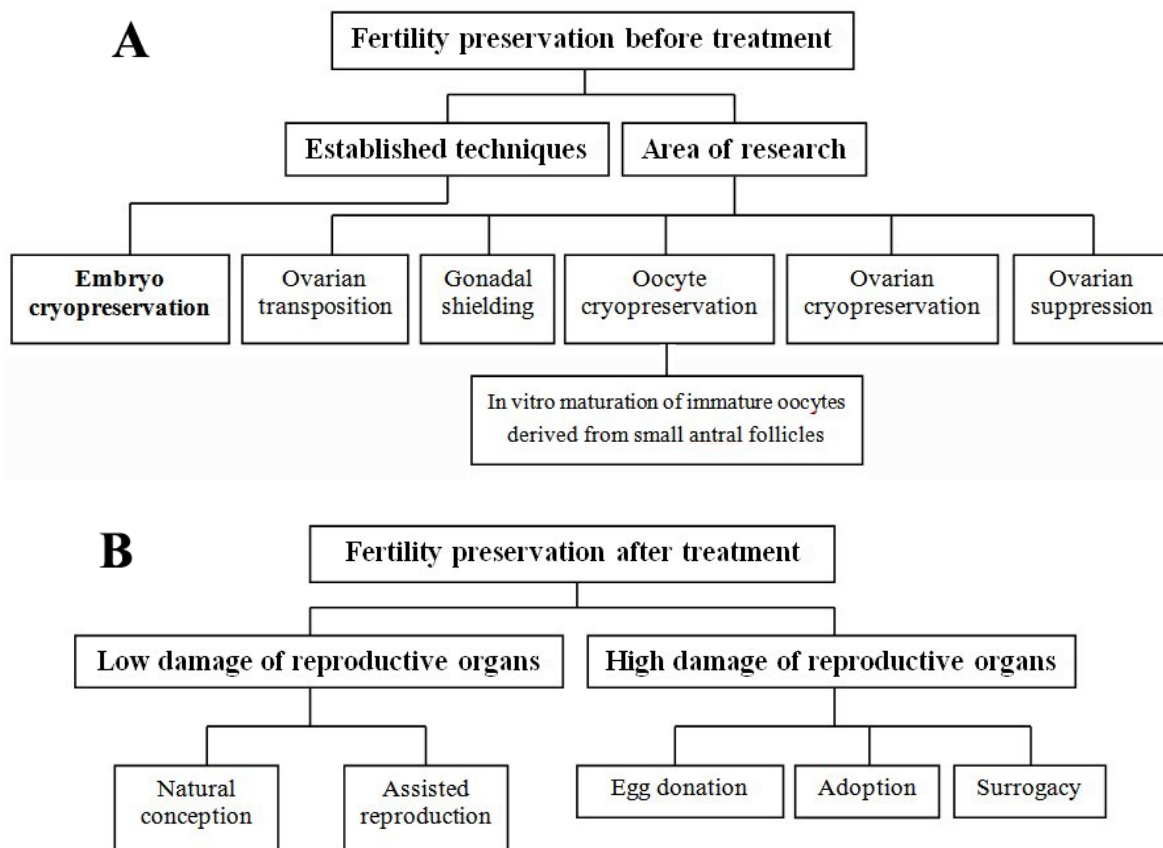 A
Fertility preservation before treatment
Established techniques
Area of research
Embryo
cryopreservation
Ovarian
transposition
Gonadal
shielding
Oocyte
cryopreservation
Ovarian
cryopreservation
Ovarian
suppression
In vitro maturation of immature oocytes
derived from small antral follicles
B
Fertility preservation after treatment
Low damage of reproductive organs
High damage of reproductive organs
Natural
conception
Assisted
reproduction
Egg donation
Adoption
Surrogacy